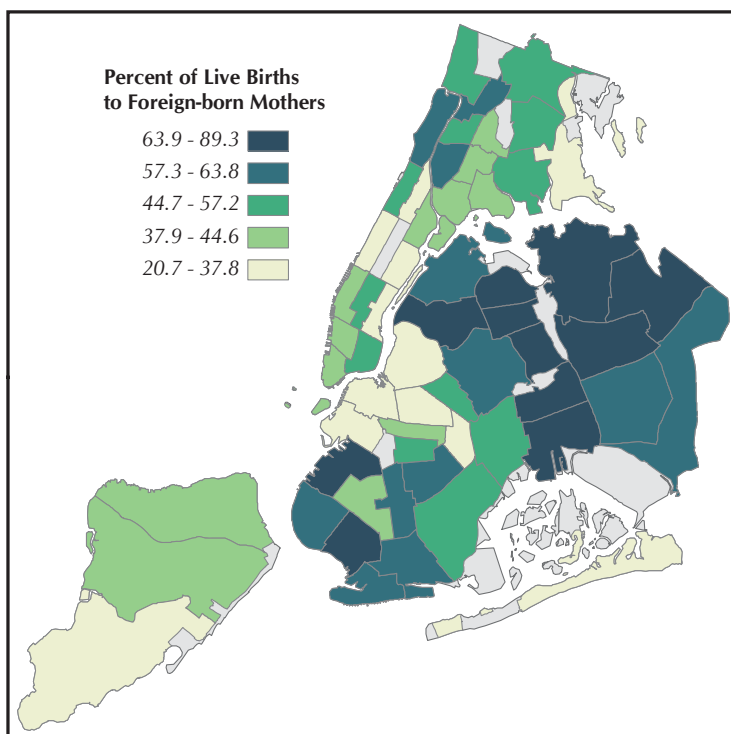 Percent of Live Births
to Foreign-born Mothers
63.9 - 89.3
57.3 - 63.8
44.7 - 57.2
37.9 - 44.6
20.7 - 37.8